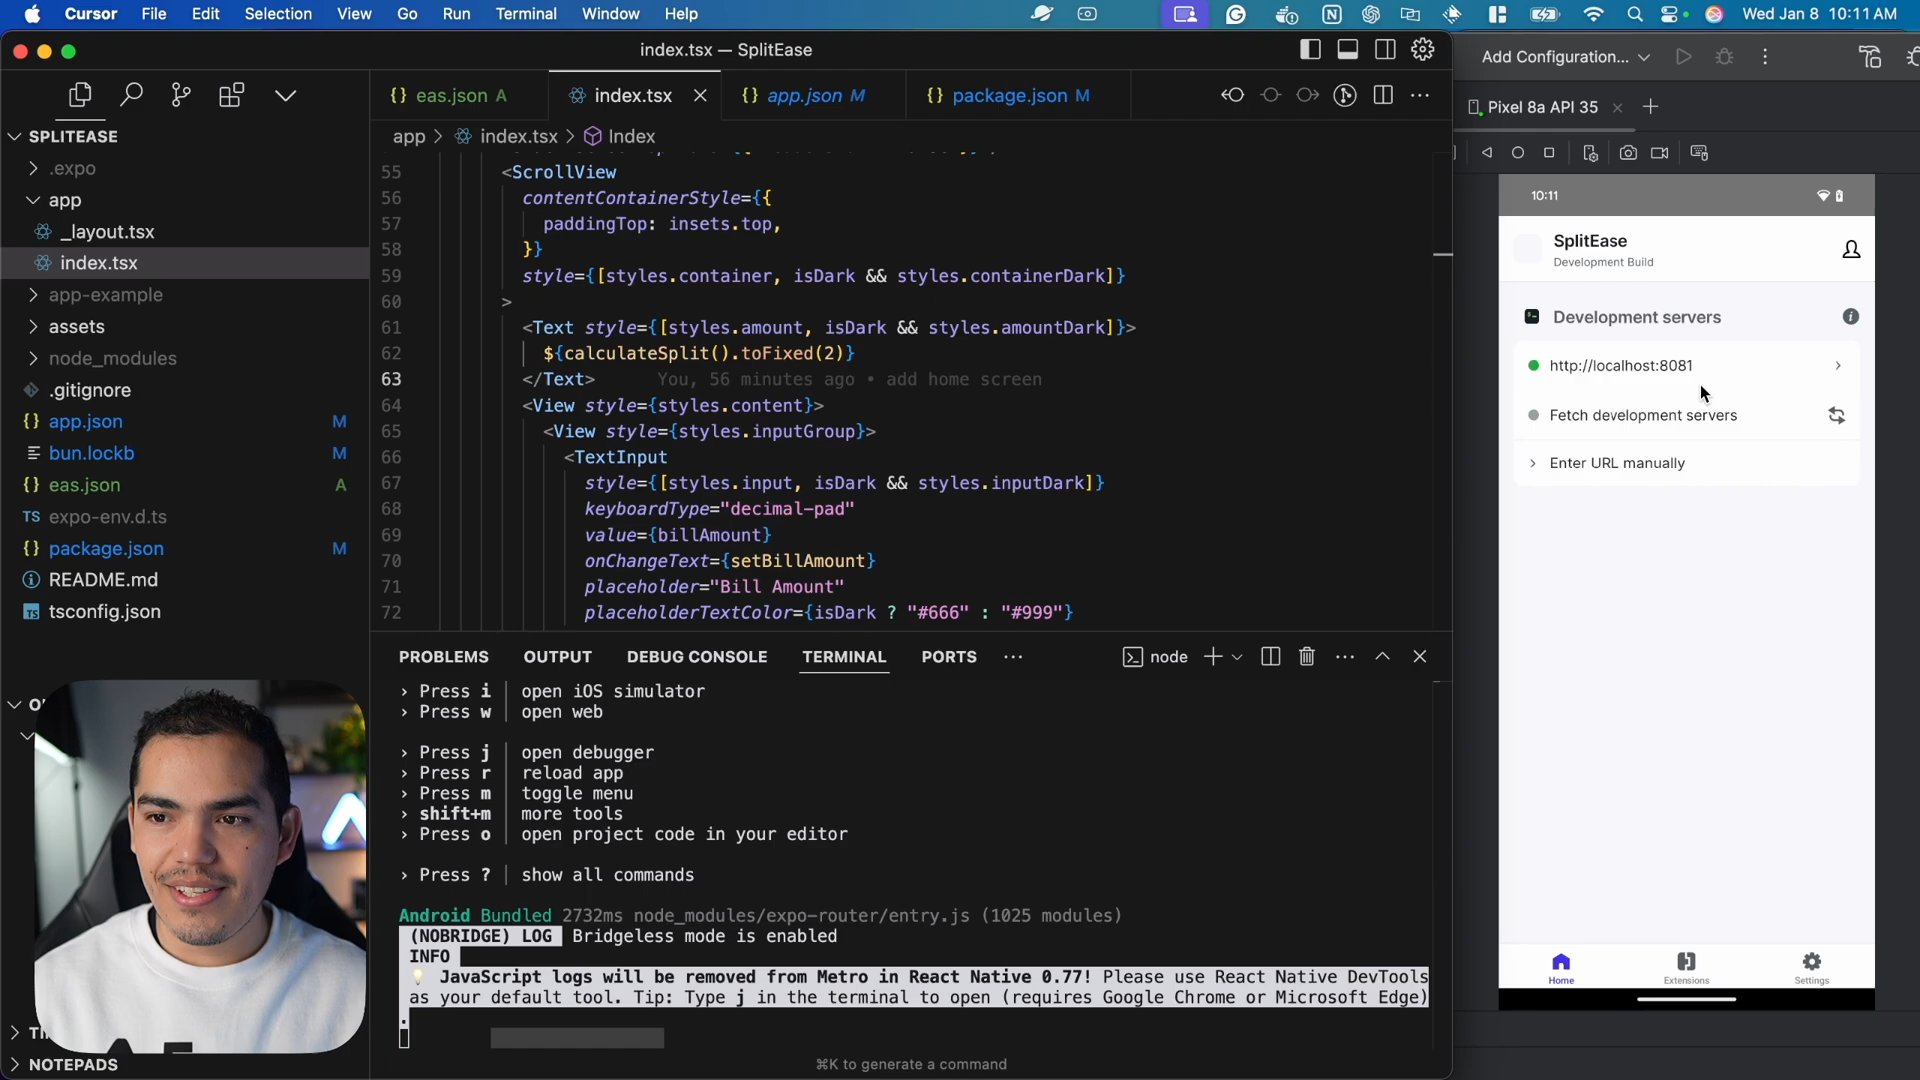 Cursor File Edit Selection View Go Run Terminal Window Help
Wed Jan 8 10:11 AM
index.tsx — SplitEase
{} eas.json A
index.tsx
{} app.json M
{} package.json M
app > index.tsx > Index
SPLITEASE
.expo
app
_layout.tsx
index.tsx
app-example
assets
node_modules
.gitignore
{} app.json M
bun.lockb M
{} eas.json A
TS expo-env.d.ts
{} package.json M
README.md
TS tsconfig.json
NOTEPADS
55 <ScrollView
56 contentContainerStyle={{
57 paddingTop: insets.top,
58 }}
59 style={[styles.container, isDark && styles.containerDark]}
60 >
61 <Text style={[styles.amount, isDark && styles.amountDark]}>
62 ${calculateSplit().toFixed(2)}
63 </Text> You, 56 minutes ago • add home screen
64 <View style={styles.content}>
65 <View style={styles.inputGroup}>
66 <TextInput
67 style={[styles.input, isDark && styles.inputDark]}
68 keyboardType="decimal-pad"
69 value={billAmount}
70 onChangeText={setBillAmount}
71 placeholder="Bill Amount"
72 placeholderTextColor={isDark ? "#666" : "#999"}
PROBLEMS OUTPUT DEBUG CONSOLE TERMINAL PORTS ···
node
› Press i │ open iOS simulator
› Press w │ open web
› Press j │ open debugger
› Press r │ reload app
› Press m │ toggle menu
› shift+m │ more tools
› Press o │ open project code in your editor
› Press ? │ show all commands
Android Bundled 2732ms node_modules/expo-router/entry.js (1025 modules)
(NOBRIDGE) LOG Bridgeless mode is enabled
INFO
💡 JavaScript logs will be removed from Metro in React Native 0.77! Please use React Native DevTools
as your default tool. Tip: Type j in the terminal to open (requires Google Chrome or Microsoft Edge)
.
⌘K to generate a command
Add Configuration...
Pixel 8a API 35
10:11
SplitEase
Development Build
Development servers
http://localhost:8081
Fetch development servers
Enter URL manually
Home
Extensions
Settings